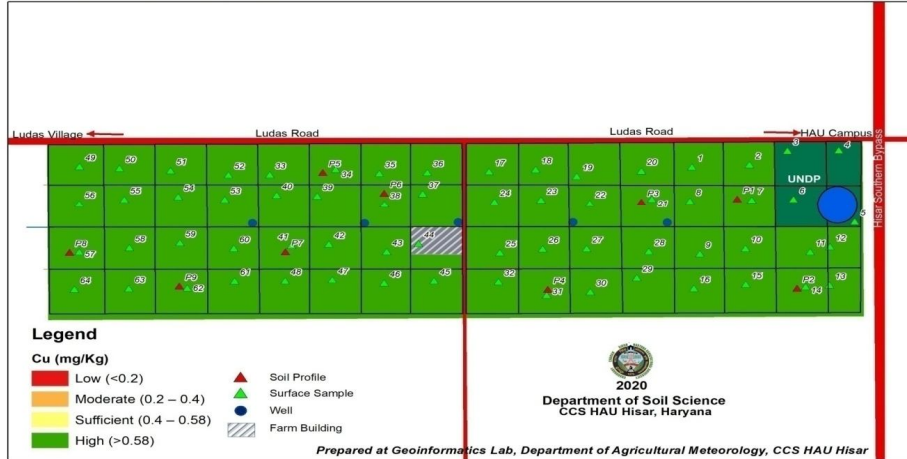 Ludas Village
Ludas Road
Ludas Road
HAU Campus
Hisar Southern Bypass
49 50 51 52 33 P5 34 35 36 17 18 19 20 1 2 3 4
UNDP
56 55 54 53 40 39 P6 38 37 24 23 22 P3 21 8 P1 7 6 5
P8 57 58 59 60 41 P7 42 43 44 25 26 27 28 9 10 11 12
64 63 P9 62 61 48 47 46 45 32 P4 31 30 29 16 15 P2 14 13
Legend
Cu (mg/Kg)
Low (<0.2)
Moderate (0.2 – 0.4)
Sufficient (0.4 – 0.58)
High (>0.58)
Soil Profile
Surface Sample
Well
Farm Building
2020
Department of Soil Science
CCS HAU Hisar, Haryana
Prepared at Geoinformatics Lab, Department of Agricultural Meteorology, CCS HAU Hisar